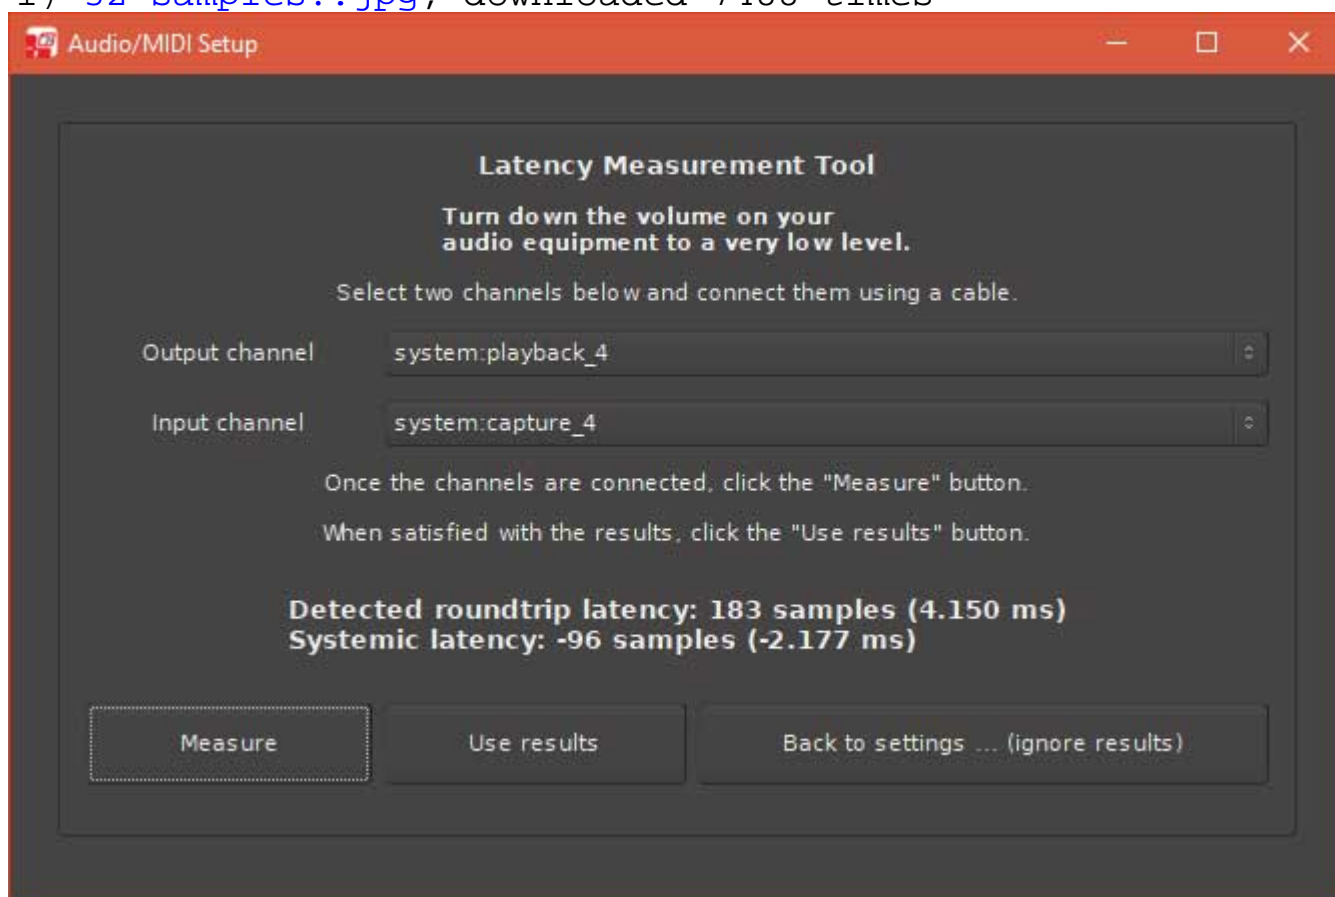 Audio/MIDI Setup
Latency Measurement Tool
Turn down the volume on your
audio equipment to a very low level.
Select two channels below and connect them using a cable.
Output channel system:playback_4
Input channel system:capture_4
Once the channels are connected, click the "Measure" button.
When satisfied with the results, click the "Use results" button.
Detected roundtrip latency: 183 samples (4.150 ms)
Systemic latency: -96 samples (-2.177 ms)
Measure Use results Back to settings ... (ignore results)